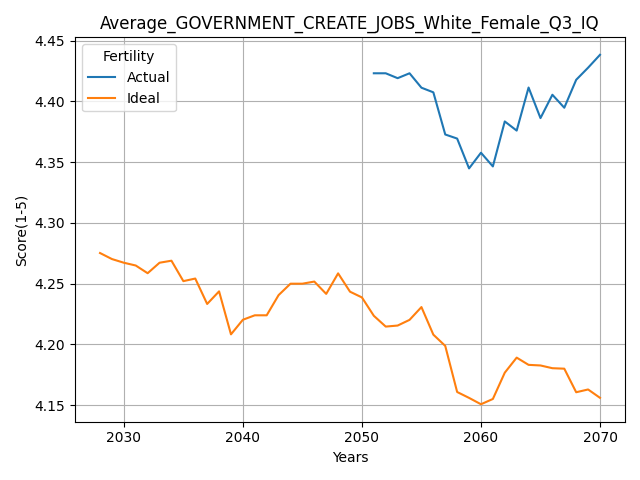 Average_GOVERNMENT_CREATE_JOBS_White_Female_Q3_IQ
Fertility
Actual
Ideal
Score(1-5)
4.45
4.40
4.35
4.30
4.25
4.20
4.15
2030 2040 2050 2060 2070
Years